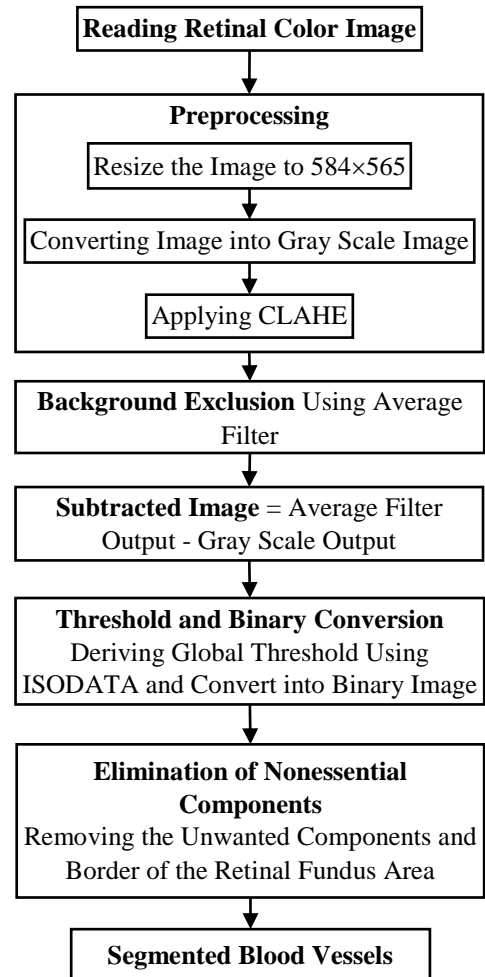 Reading Retinal Color Image
Preprocessing
Resize the Image to 584×565
Converting Image into Gray Scale Image
Applying CLAHE
Background Exclusion Using Average
Filter
Subtracted Image = Average Filter
Output - Gray Scale Output
Threshold and Binary Conversion
Deriving Global Threshold Using
ISODATA and Convert into Binary Image
Elimination of Nonessential
Components
Removing the Unwanted Components and
Border of the Retinal Fundus Area
Segmented Blood Vessels